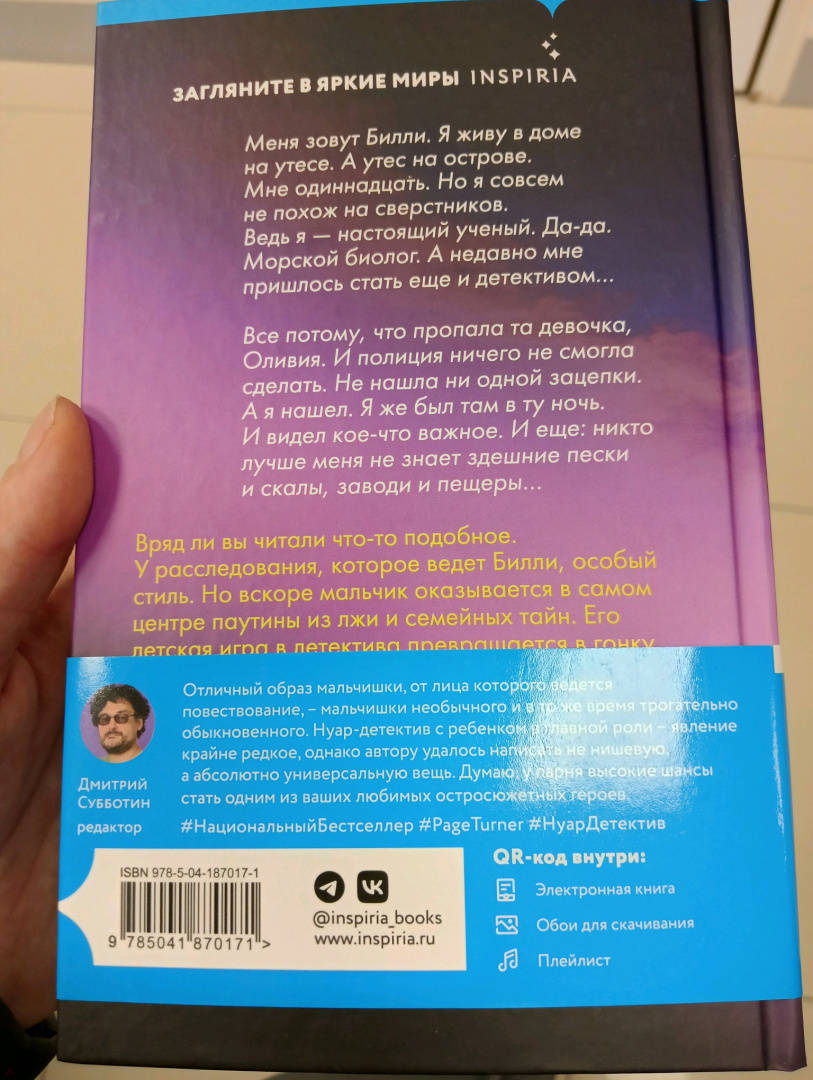 ЗАГЛЯНИТЕ В ЯРКИЕ МИРЫ INSPIRIA
Меня зовут Билли. Я живу в доме
на утесе. А утес на острове.
Мне одиннадцать. Но я совсем
не похож на сверстников.
Ведь я — настоящий ученый. Да-да.
Морской биолог. А недавно мне
пришлось стать еще и детективом...
Все потому, что пропала та девочка,
Оливия. И полиция ничего не смогла
сделать. Не нашла ни одной зацепки.
А я нашел. Я же был там в ту ночь.
И видел кое-что важное. И еще: никто
лучше меня не знает здешние пески
и скалы, заводи и пещеры...
Вряд ли вы читали что-то подобное.
У расследования, которое ведет Билли, особый
стиль. Но вскоре мальчик оказывается в самом
центре паутины из лжи и семейных тайн. Его
детская игра в детектива превращается в гонку
Отличный образ мальчишки, от лица которого ведется
повествование, – мальчишки необычного и в то же время трогательно
обыкновенного. Нуар-детектив с ребенком в главной роли – явление
крайне редкое, однако автору удалось написать не нишевую,
а абсолютно универсальную вещь. Думаю, у парня высокие шансы
стать одним из ваших любимых остросюжетных героев.
#НациональныйБестселлер #PageTurner #НуарДетектив
Дмитрий
Субботин
редактор
ISBN 978-5-04-187017-1
9 785041 870171 >
@inspiria_books
www.inspiria.ru
QR-код внутри:
Электронная книга
Обои для скачивания
Плейлист